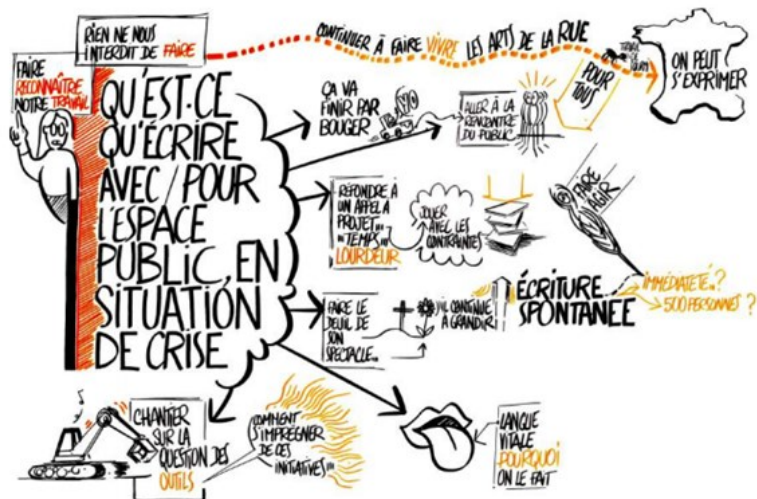 RIEN NE NOUS
INTERDIT DE FAIRE
CONTINUER À FAIRE VIVRE LES ARTS DE LA RUE
ON PEUT
S'EXPRIMER
FAIRE
RECONNAÎTRE
NOTRE TRAVAIL
QU'EST-CE
QU'ÉCRIRE
AVEC/POUR
L'ESPACE
PUBLIC, EN
SITUATION
DE CRISE
ÇA VA
FINIR PAR
BOUGER
ALLER À LA
RENCONTRE
DU PUBLIC
POUR
TOUS
RÉPONDRE À
UN APPEL À
PROJET...
"TEMPS"
LOURDEUR
JOUER
AVEC LES
CONTRAINTES
FAIRE
AGIR
FAIRE LE
DEUIL DE
SON
SPECTACLE...
IL CONTINUE
À GRANDIR
ÉCRITURE
SPONTANÉE
IMMÉDIATETÉ..?
500 PERSONNES ?
CHANTIER
SUR LA
QUESTION DES
OUTILS
COMMENT
S'IMPRÉGNER
DE CES
INITIATIVES...
LANGUE
VITALE
POURQUOI
ON LE FAIT